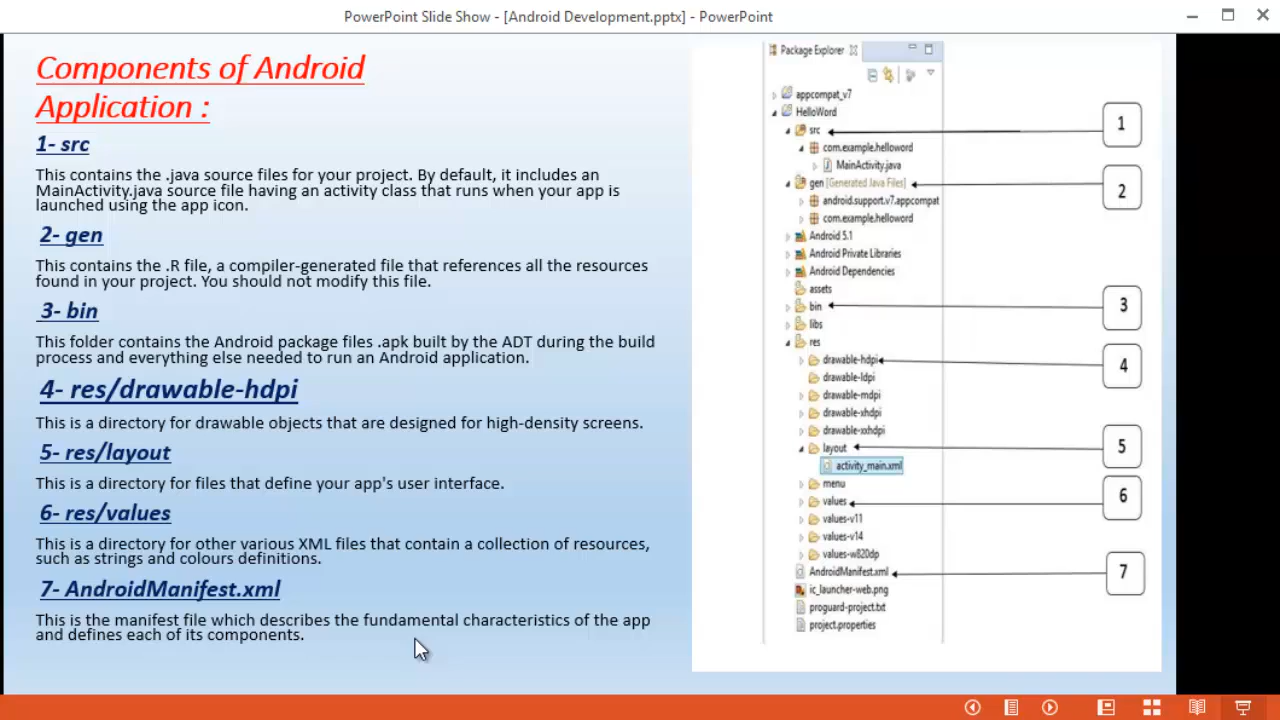 PowerPoint Slide Show - [Android Development.pptx] - PowerPoint
Components of Android
Application :
1- src
This contains the .java source files for your project. By default, it includes an
MainActivity.java source file having an activity class that runs when your app is
launched using the app icon.
2- gen
This contains the .R file, a compiler-generated file that references all the resources
found in your project. You should not modify this file.
3- bin
This folder contains the Android package files .apk built by the ADT during the build
process and everything else needed to run an Android application.
4- res/drawable-hdpi
This is a directory for drawable objects that are designed for high-density screens.
5- res/layout
This is a directory for files that define your app's user interface.
6- res/values
This is a directory for other various XML files that contain a collection of resources,
such as strings and colours definitions.
7- AndroidManifest.xml
This is the manifest file which describes the fundamental characteristics of the app
and defines each of its components.
Package Explorer
appcompat_v7
HelloWord
src
1
com.example.helloword
MainActivity.java
gen [Generated Java Files]
2
android.support.v7.appcompat
com.example.helloword
Android 5.1
Android Private Libraries
Android Dependencies
assets
bin
3
libs
res
drawable-hdpi
4
drawable-ldpi
drawable-mdpi
drawable-xhdpi
drawable-xxhdpi
layout
5
activity_main.xml
menu
values
6
values-v11
values-v14
values-w820dp
AndroidManifest.xml
7
ic_launcher-web.png
proguard-project.txt
project.properties